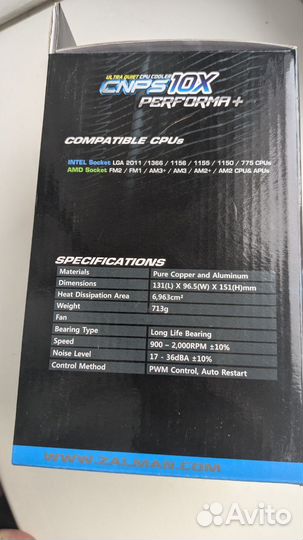 ULTRA QUIET CPU COOLER
CNPS10X
PERFORMA+
COMPATIBLE CPUs
INTEL Socket LGA 2011 / 1366 / 1156 / 1155 / 1150 / 775 CPUs
AMD Socket FM2 / FM1 / AM3+ / AM3 / AM2+ / AM2 CPU& APUs
SPECIFICATIONS
Materials Pure Copper and Aluminum
Dimensions 131(L) X 96.5(W) X 151(H)mm
Heat Dissipation Area 6,963cm²
Weight 713g
Fan
Bearing Type Long Life Bearing
Speed 900 – 2,000RPM ±10%
Noise Level 17 - 36dBA ±10%
Control Method PWM Control, Auto Restart
WWW.ZALMAN.COM
Avito